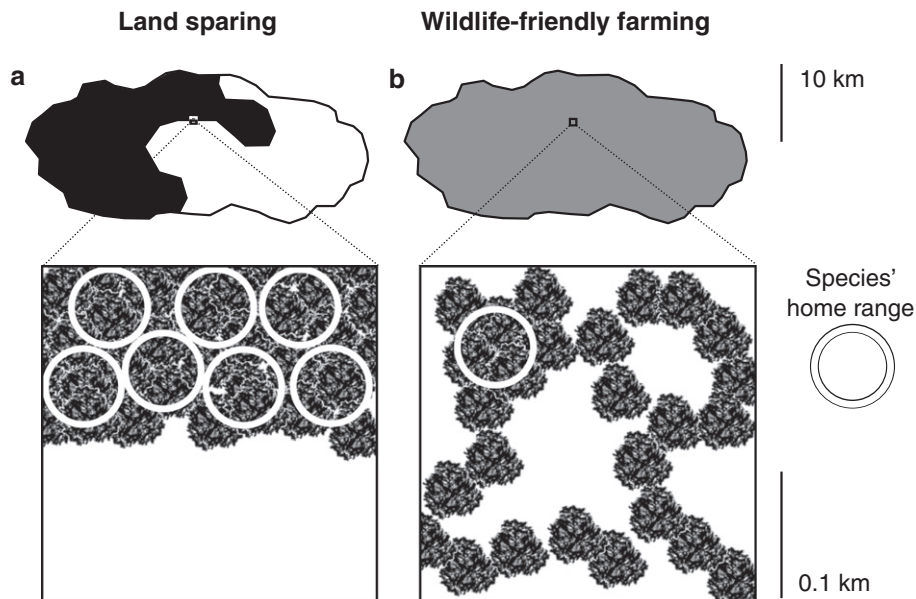 Land sparing
Wildlife-friendly farming
a
b
10 km
Species’
home range
0.1 km